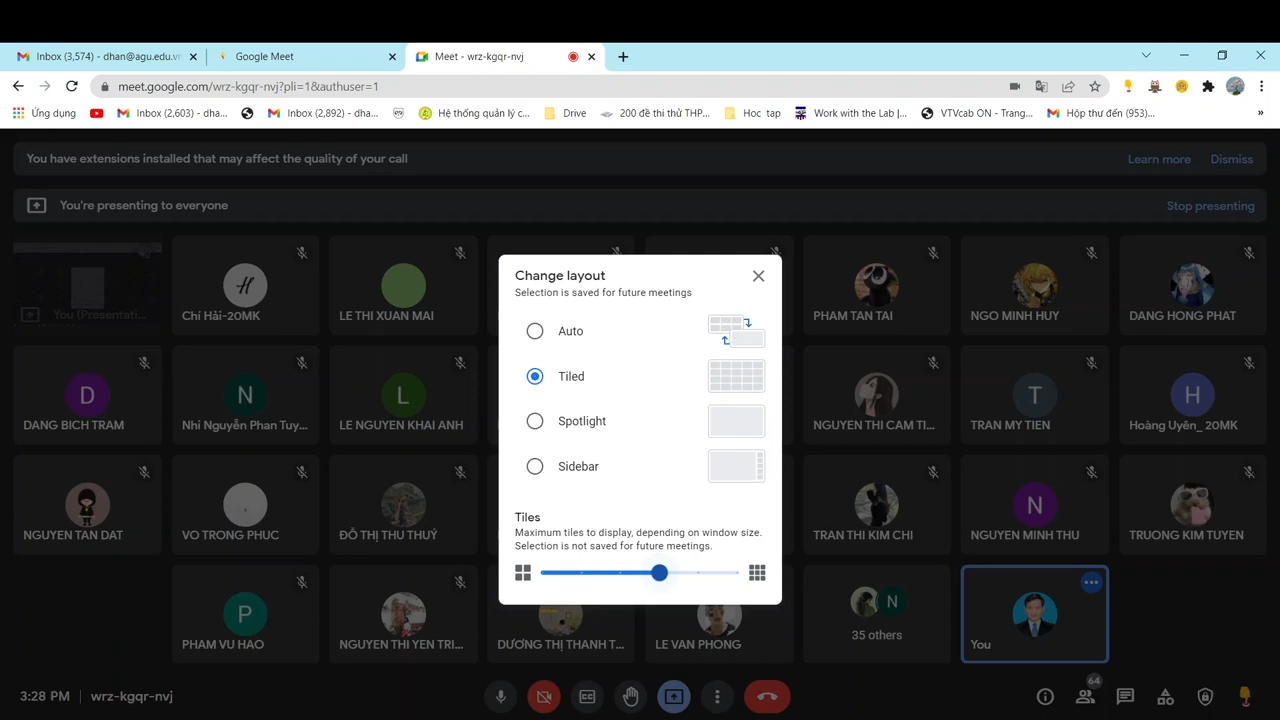 Inbox (3,574) - dhan@agu.edu.vn
Google Meet
Meet - wrz-kgqr-nvj
meet.google.com/wrz-kgqr-nvj?pli=1&authuser=1
Ứng dụng
Inbox (2,603) - dha...
Inbox (2,892) - dha...
Hệ thống quản lý c...
Drive
200 đề thi thử THP...
Hoc tap
Work with the Lab |...
VTVcab ON - Trang...
Hộp thư đến (953)...
»
You have extensions installed that may affect the quality of your call
Learn more
Dismiss
You're presenting to everyone
Stop presenting
You (Presentati...
Chí Hải-20MK
LE THI XUAN MAI
PHAM TAN TAI
NGO MINH HUY
DANG HONG PHAT
D
DANG BICH TRAM
N
Nhi Nguyễn Phan Tuy...
L
LE NGUYEN KHAI ANH
NGUYEN THI CAM TI...
T
TRAN MY TIEN
H
Hoàng Uyên_ 20MK
NGUYEN TAN DAT
VO TRONG PHUC
ĐỖ THỊ THU THUÝ
TRAN THI KIM CHI
N
NGUYEN MINH THU
TRUONG KIM TUYEN
P
PHAM VU HAO
NGUYEN THI YEN TRI...
DƯƠNG THỊ THANH T...
LE VAN PHONG
N
35 others
You
Change layout
Selection is saved for future meetings
Auto
Tiled
Spotlight
Sidebar
Tiles
Maximum tiles to display, depending on window size.
Selection is not saved for future meetings.
3:28 PM
wrz-kgqr-nvj
64